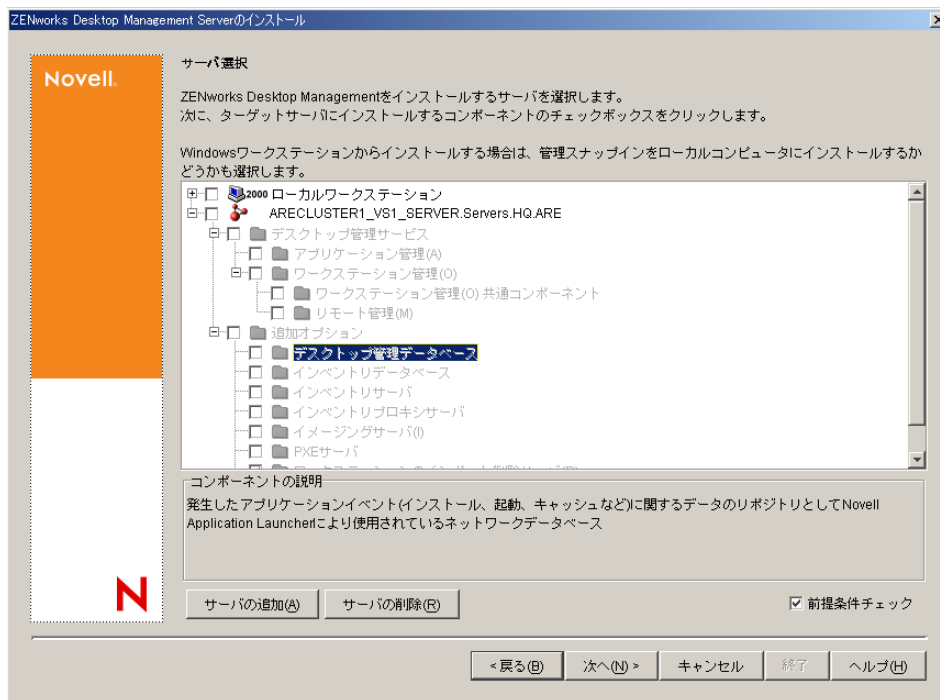 ZENworks Desktop Management Serverのインストール
Novell.
サーバ選択
ZENworks Desktop Managementをインストールするサーバを選択します。
次に、ターゲットサーバにインストールするコンポーネントのチェックボックスをクリックします。
Windowsワークステーションからインストールする場合は、管理スナップインをローカルコンピュータにインストールするか
どうかも選択します。
2000 ローカルワークステーション
ARECLUSTER1_VS1_SERVER.Servers.HQ.ARE
デスクトップ管理サービス
アプリケーション管理(A)
ワークステーション管理(O)
ワークステーション管理(O) 共通コンポーネント
リモート管理(M)
追加オプション
デスクトップ管理データベース
インベントリデータベース
インベントリサーバ
インベントリプロキシサーバ
イメージングサーバ(I)
PXEサーバ
コンポーネントの説明
発生したアプリケーションイベント(インストール、起動、キャッシュなど)に関するデータのリポジトリとしてNovell
Application Launcherにより使用されているネットワークデータベース
N
サーバの追加(A) サーバの削除(R) 前提条件チェック
<戻る(B) 次へ(N)> キャンセル 終了 ヘルプ(H)